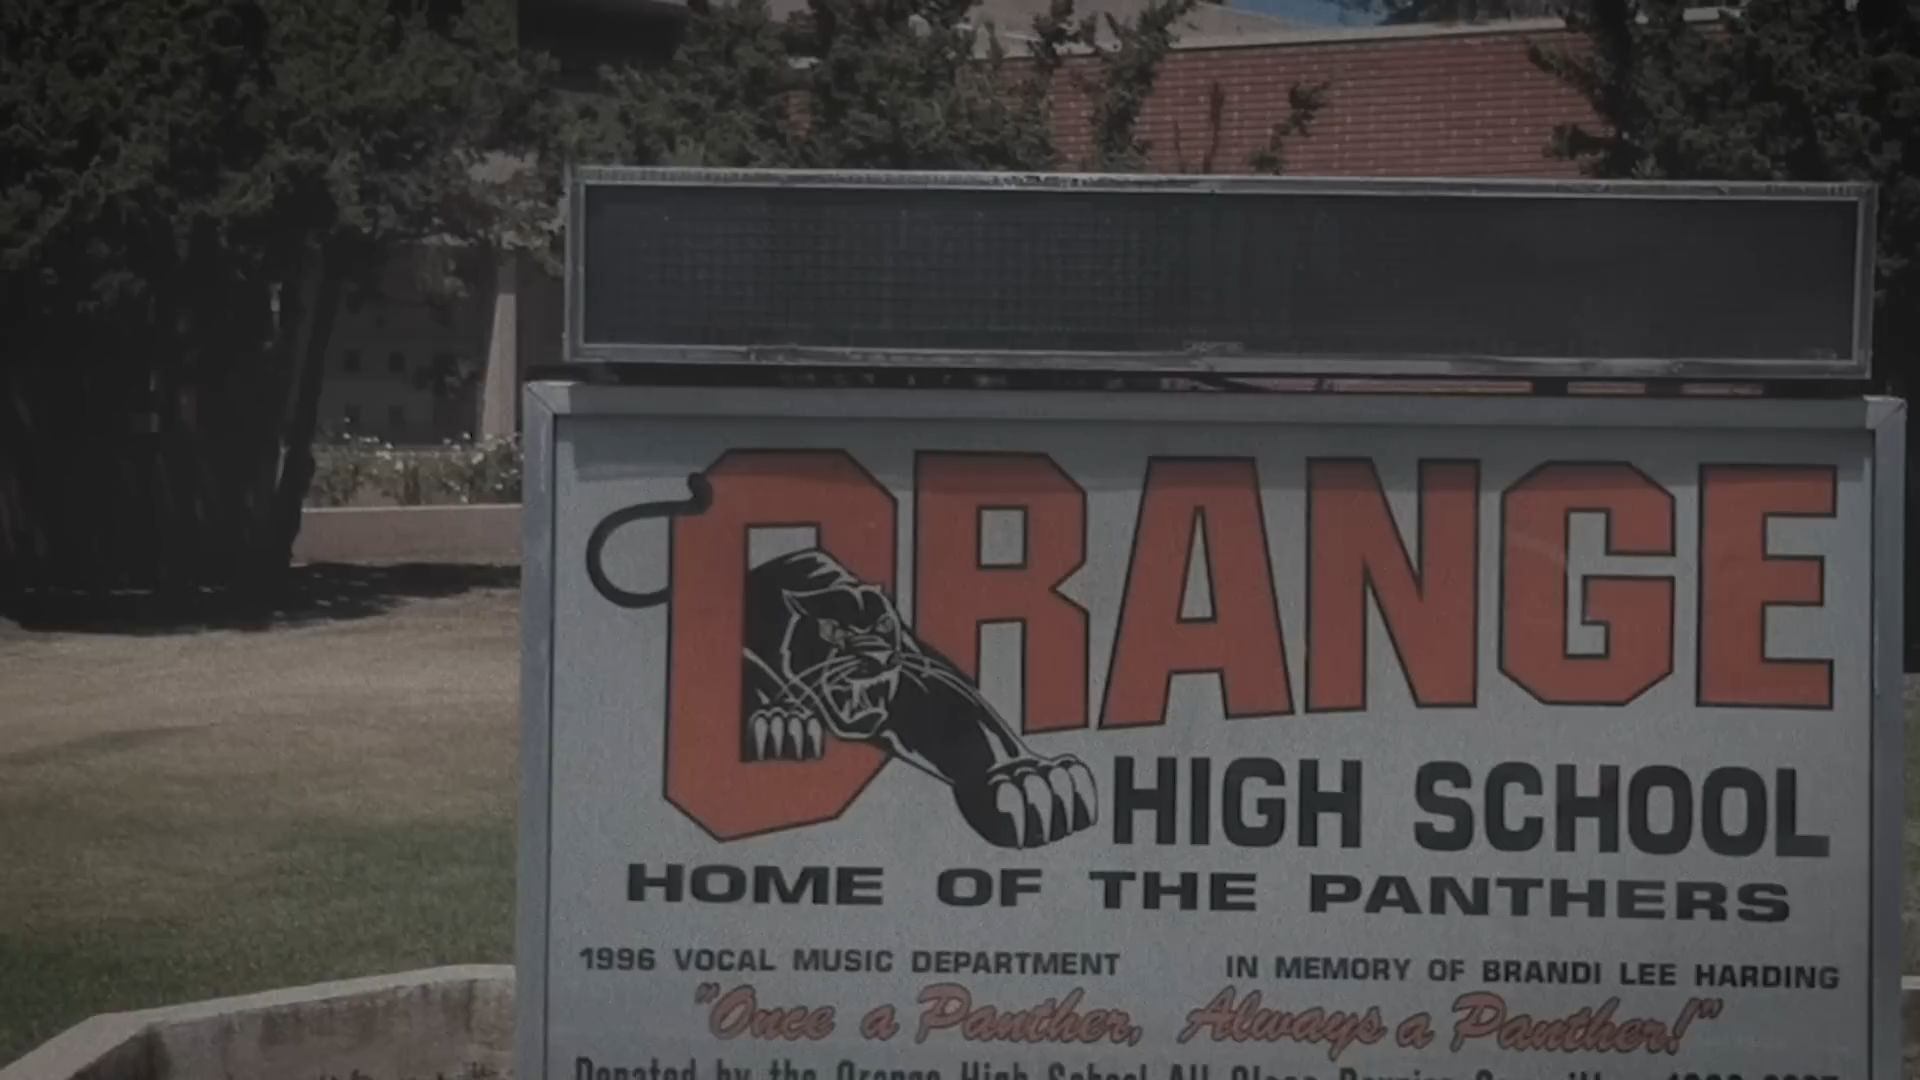 ORANGE
HIGH SCHOOL
HOME OF THE PANTHERS
1996 VOCAL MUSIC DEPARTMENT IN MEMORY OF BRANDI LEE HARDING
"Once a Panther, Always a Panther!"
Donated by the Orange High School All Class Reunion